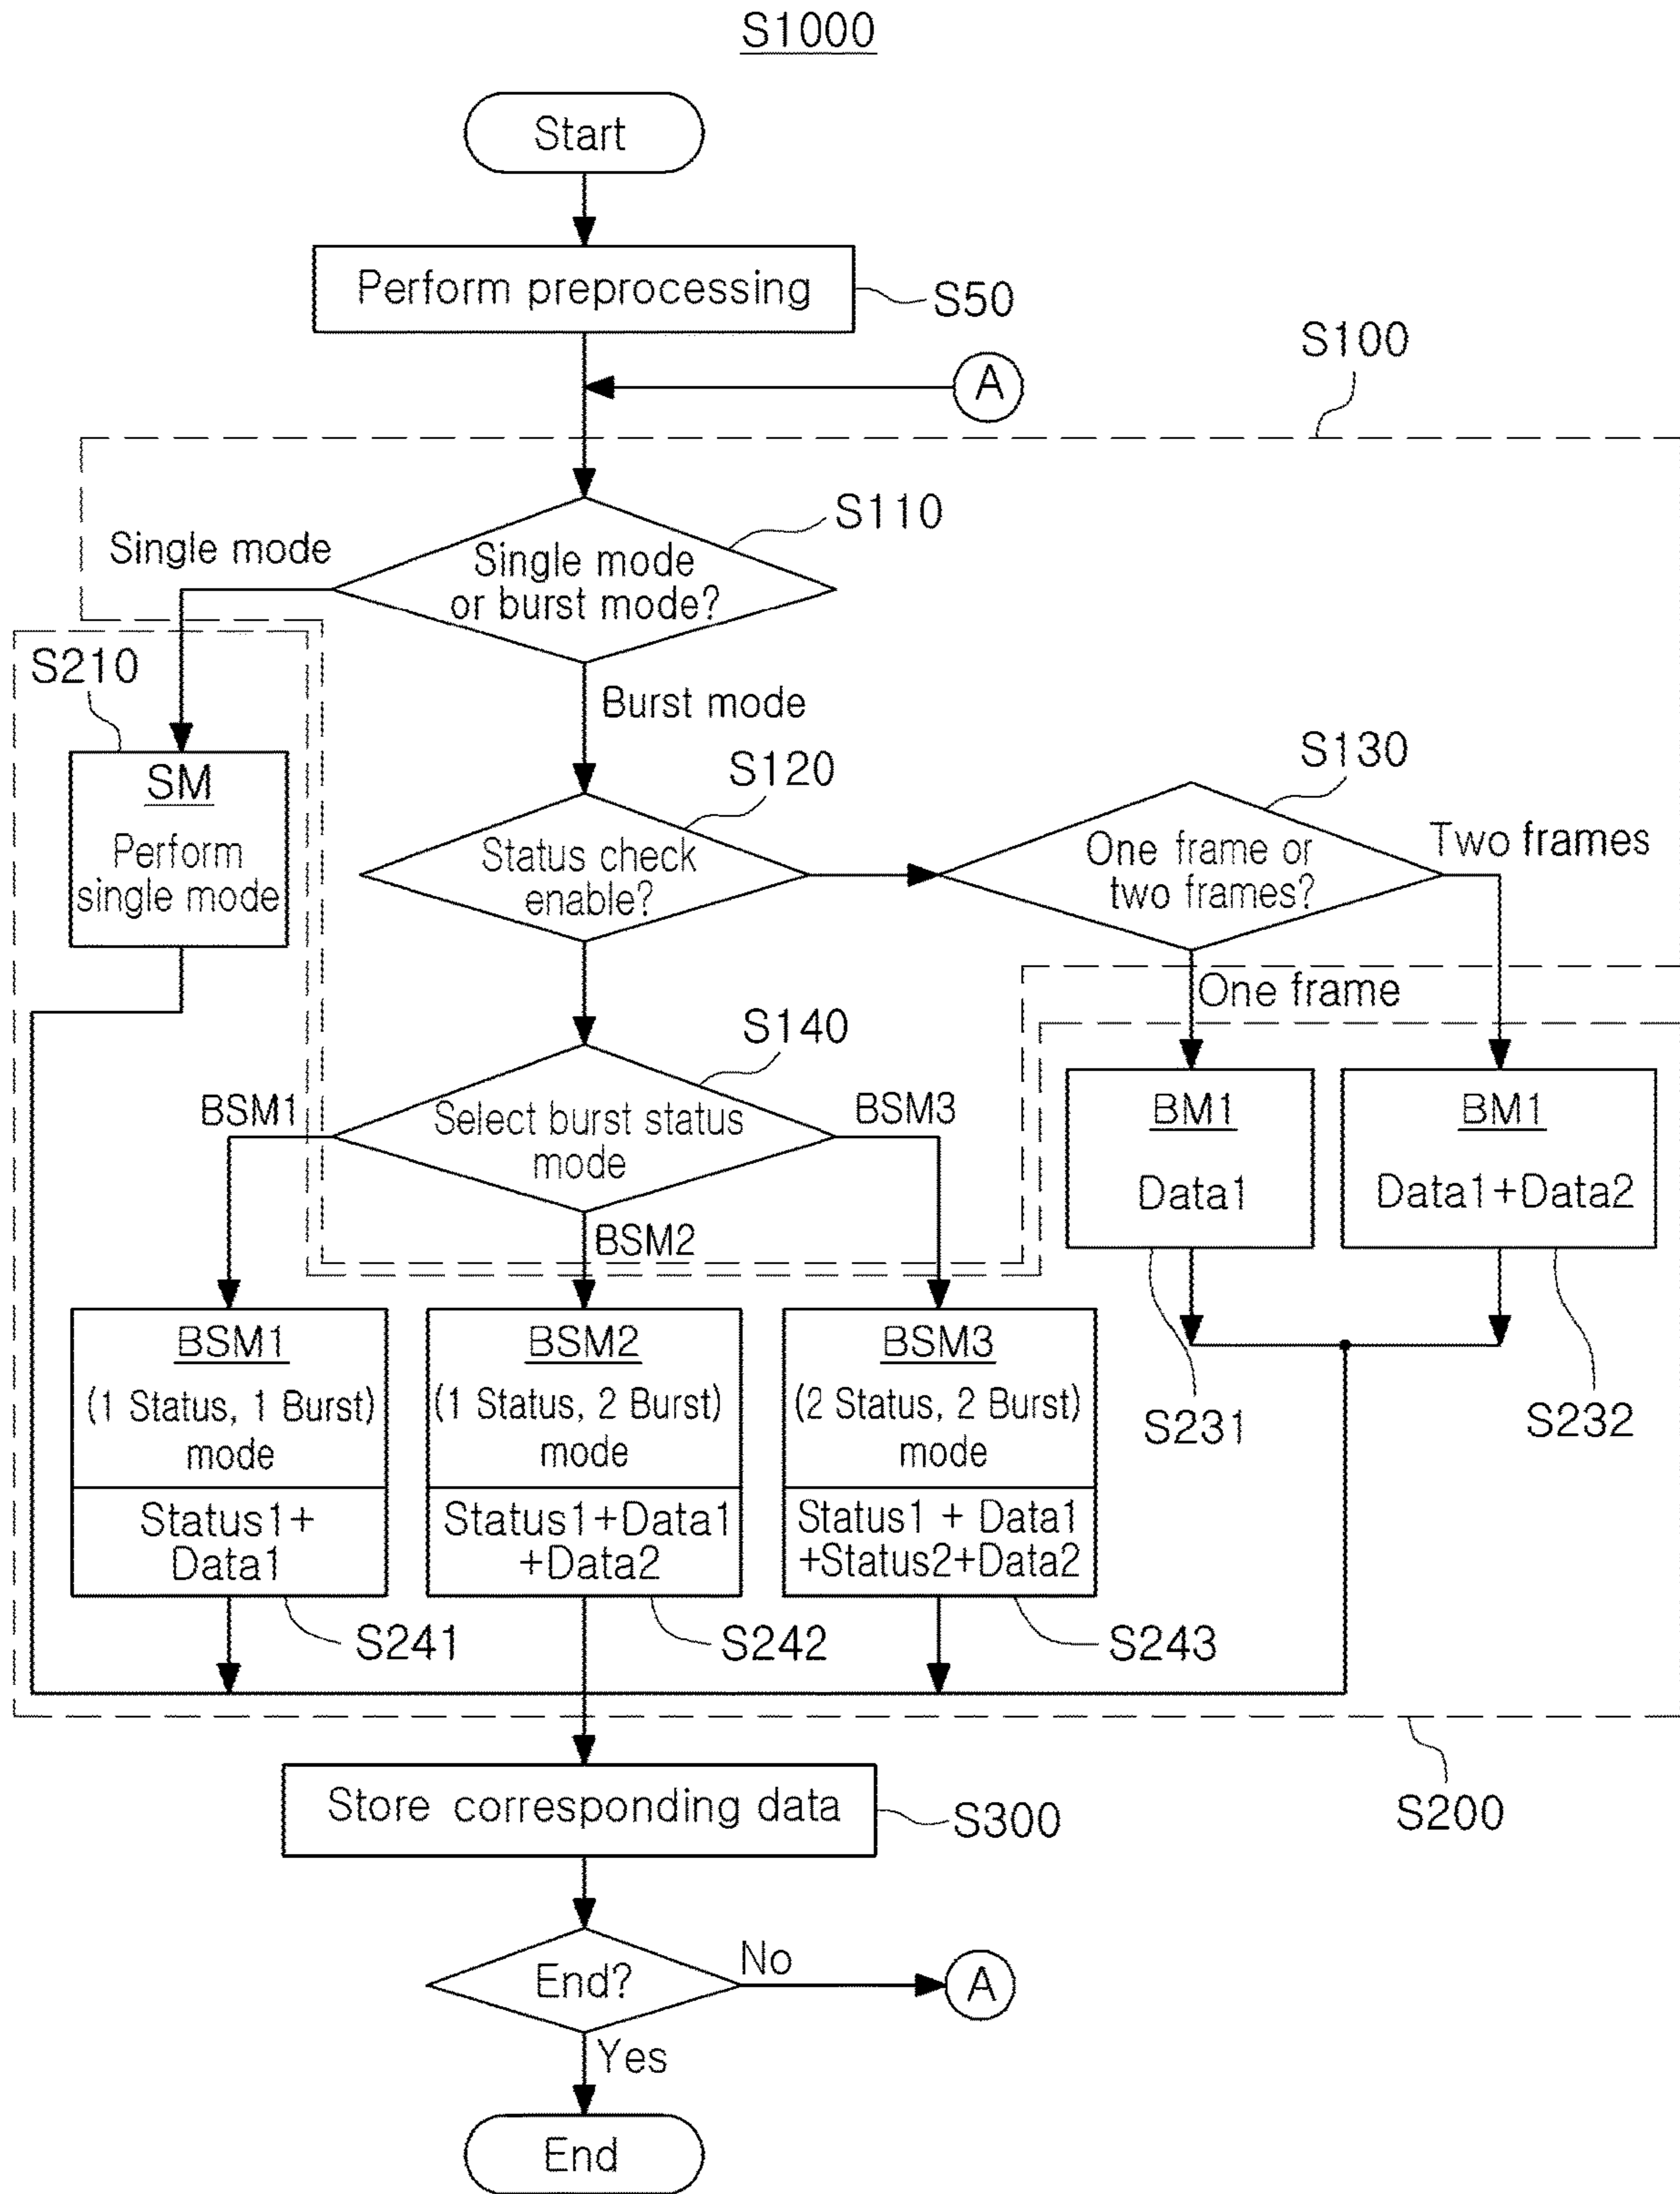 S1000
Start
Perform preprocessing
S50
S100
A
S110
Single mode
Single mode
or burst mode?
S210
Burst mode
SM
Perform
single mode
S120
Status check
enable?
S130
One frame or
two frames?
Two frames
One frame
S140
BSM1
Select burst status
mode
BSM3
BSM2
BM1
Data1
BM1
Data1+Data2
S231
S232
BSM1
(1 Status, 1 Burst)
mode
Status1+
Data1
BSM2
(1 Status, 2 Burst)
mode
Status1+Data1
+Data2
BSM3
(2 Status, 2 Burst)
mode
Status1 + Data1
+Status2+Data2
S241
S242
S243
S200
Store corresponding data
S300
End?
No
A
Yes
End